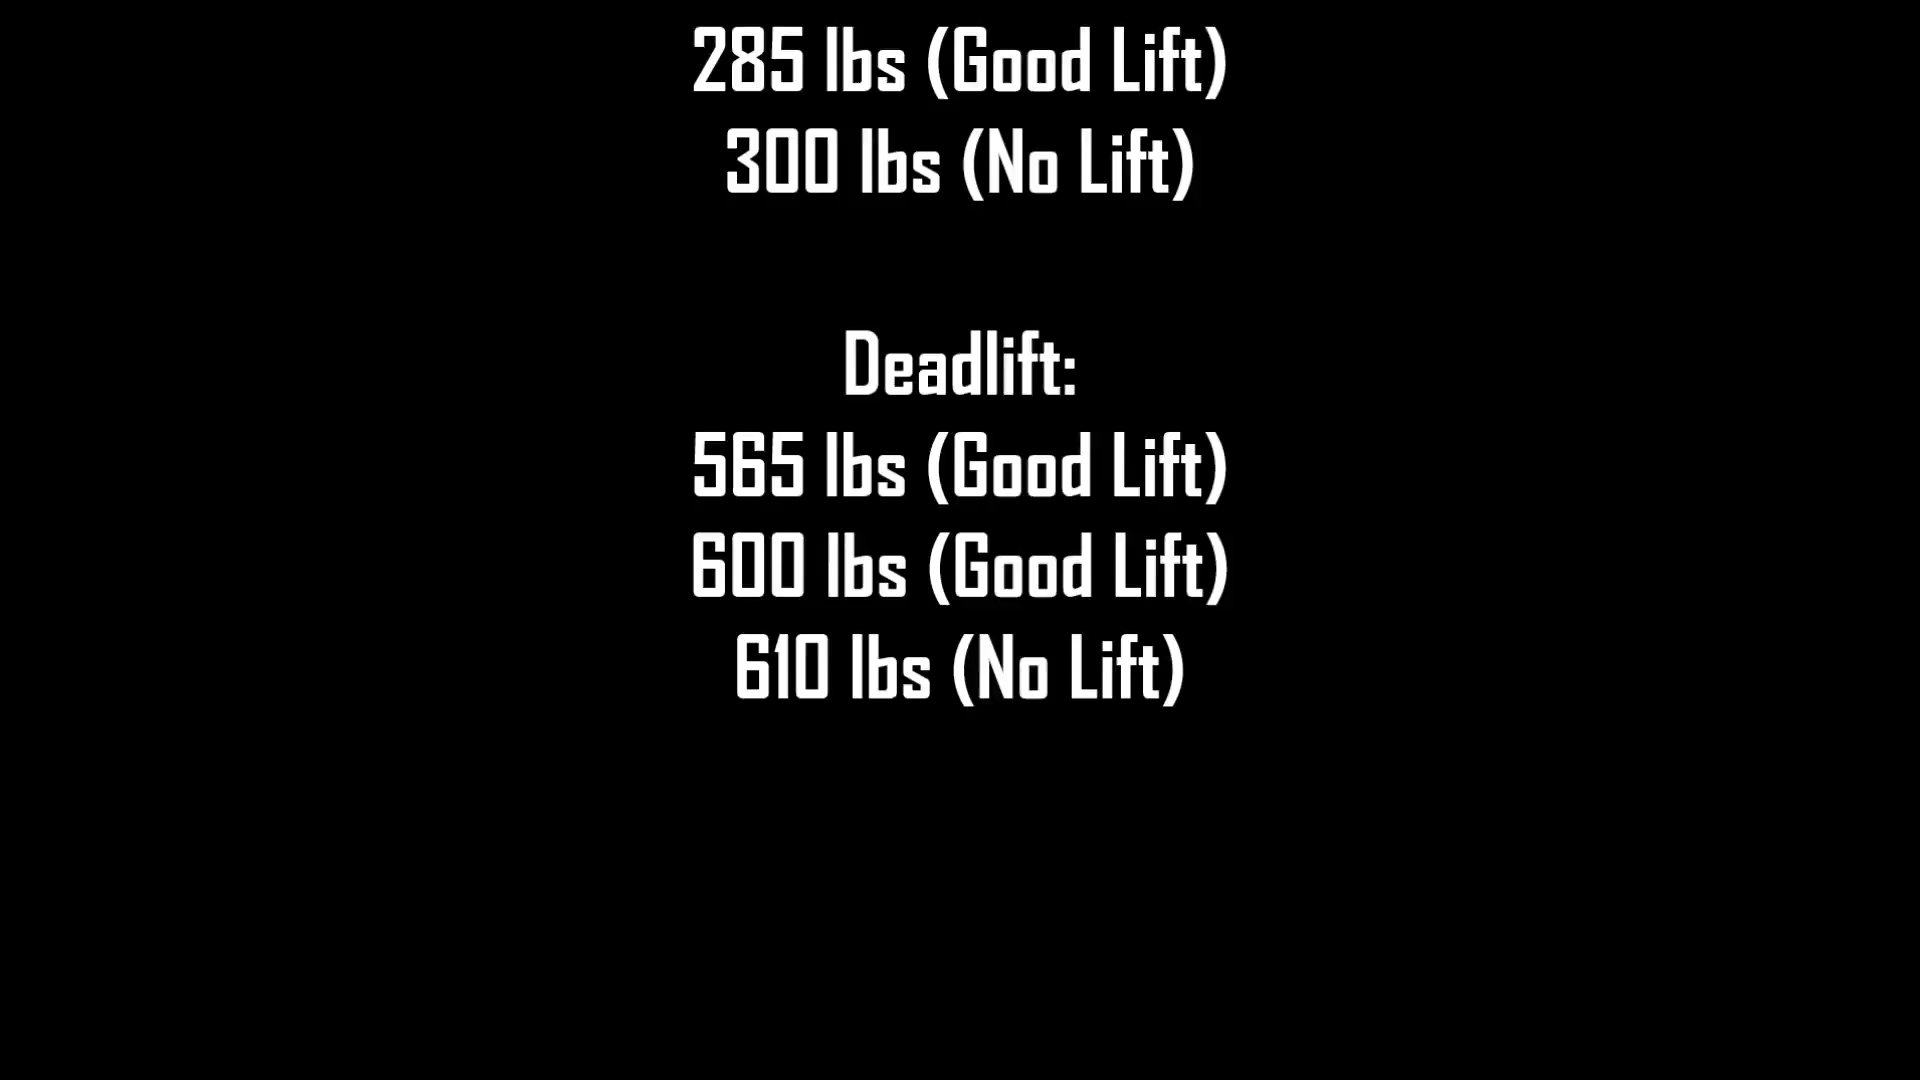 285 lbs (Good Lift)
300 lbs (No Lift)
Deadlift:
565 lbs (Good Lift)
600 lbs (Good Lift)
610 lbs (No Lift)